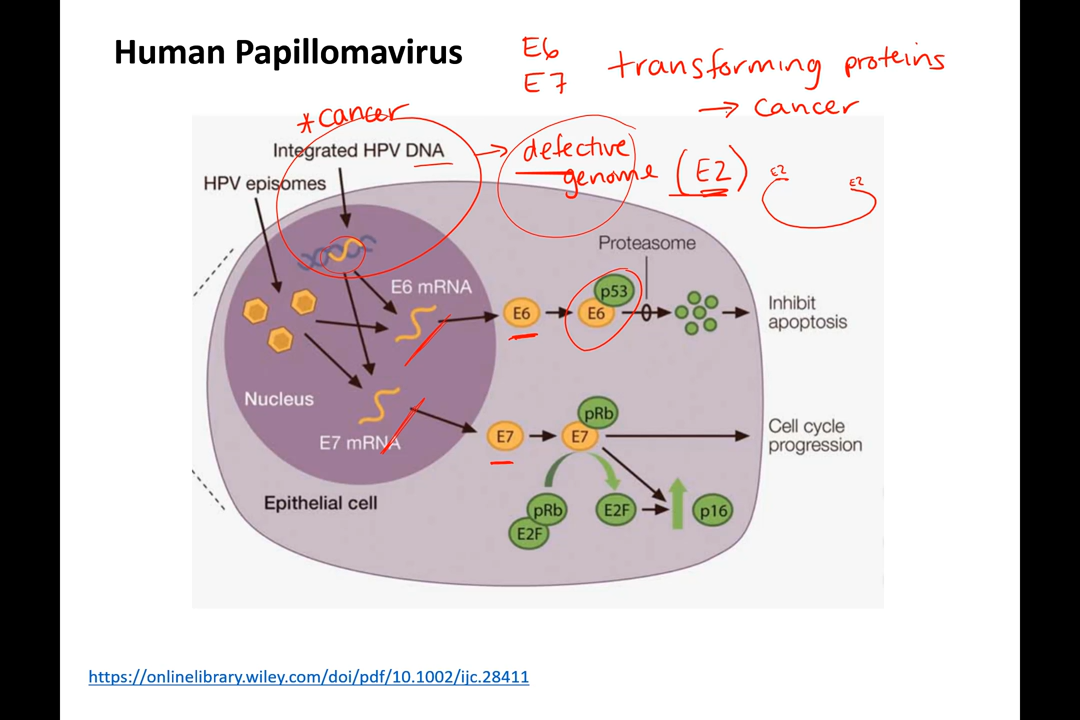 Human Papillomavirus
E6
E7
transforming proteins
→ cancer
*cancer
Integrated HPV DNA
→ defective
genome (E2)
E2
E2
HPV episomes
Proteasome
E6 mRNA
p53
E6
E6
Inhibit
apoptosis
Nucleus
E7 mRNA
pRb
E7
E7
Cell cycle
progression
Epithelial cell
pRb
E2F
E2F
p16
https://onlinelibrary.wiley.com/doi/pdf/10.1002/ijc.28411